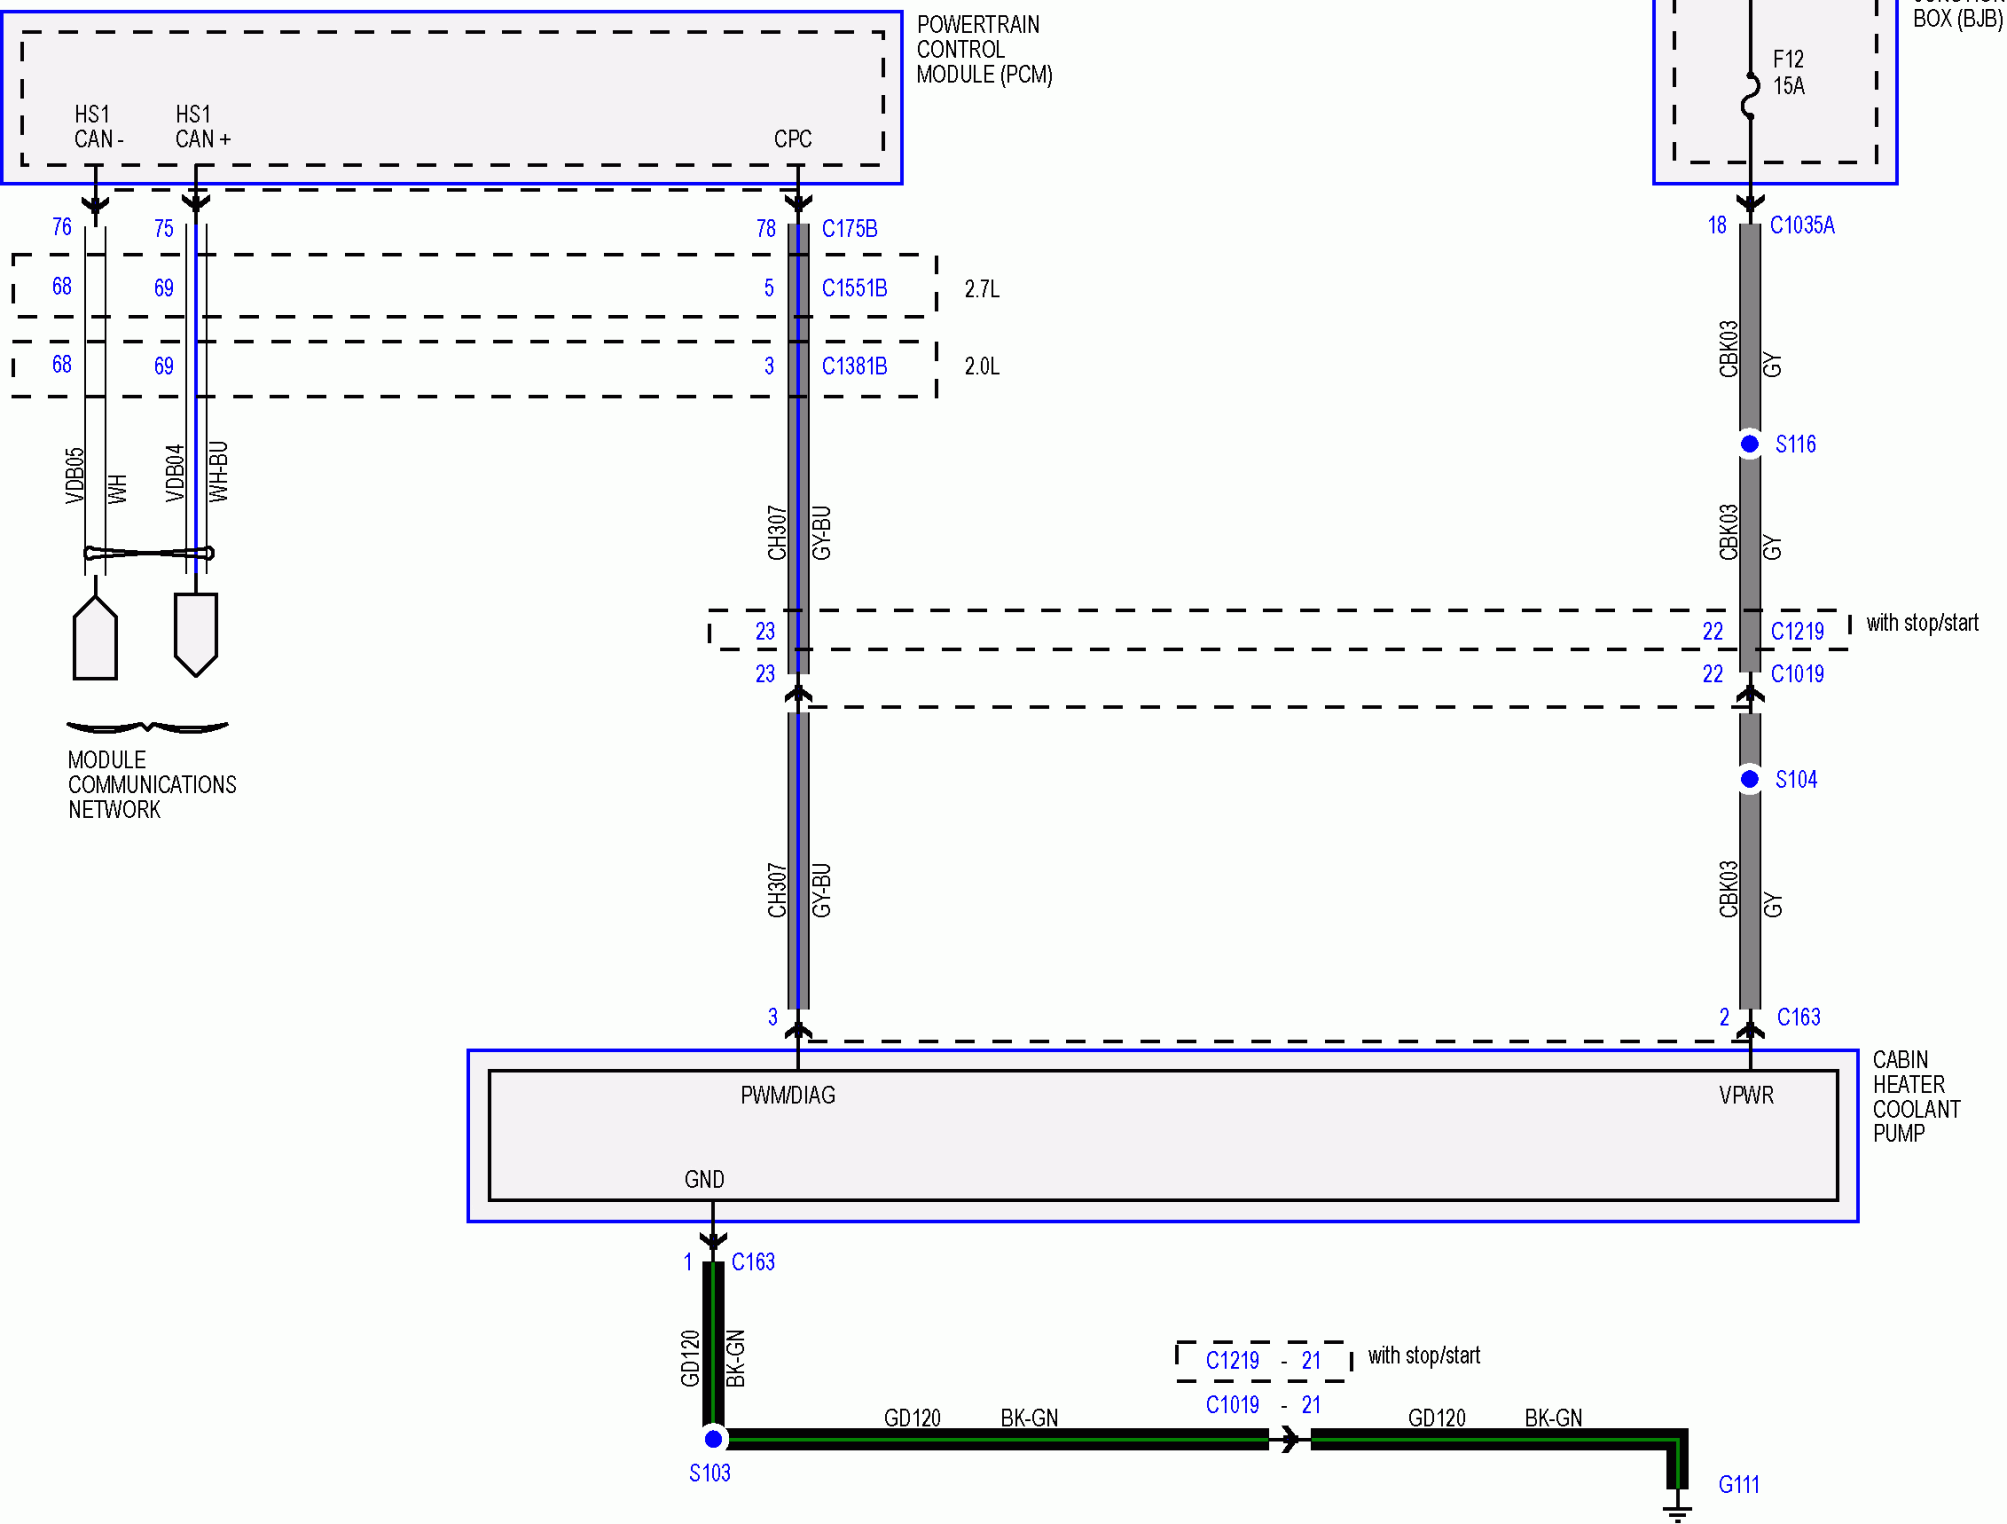 POWERTRAIN
CONTROL
MODULE (PCM)
BOX (BJB)
F12
15A
HS1
CAN -
HS1
CAN +
CPC
76
75
78
C175B
18
C1035A
68
69
5
C1551B
2.7L
68
69
3
C1381B
2.0L
CBK03
GY
S116
VDB05
WH
VDB04
WH-BU
CH307
GY-BU
CBK03
GY
23
22
C1219
with stop/start
23
22
C1019
MODULE
COMMUNICATIONS
NETWORK
S104
CH307
GY-BU
CBK03
GY
3
2
C163
CABIN
HEATER
COOLANT
PUMP
PWM/DIAG
VPWR
GND
1
C163
GD120
BK-GN
C1219 - 21
with stop/start
C1019 - 21
GD120
BK-GN
GD120
BK-GN
S103
G111